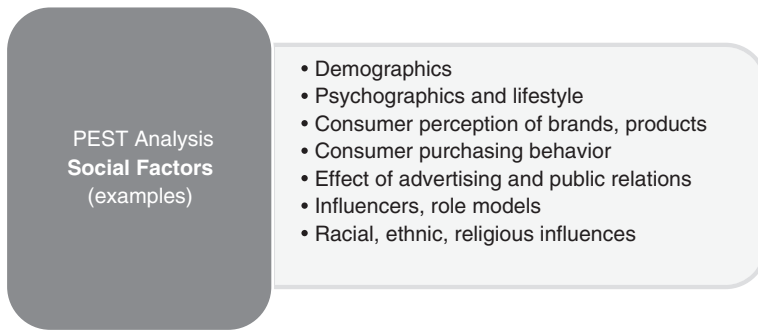 PEST Analysis
Social Factors
(examples)
• Demographics
• Psychographics and lifestyle
• Consumer perception of brands, products
• Consumer purchasing behavior
• Effect of advertising and public relations
• Influencers, role models
• Racial, ethnic, religious influences